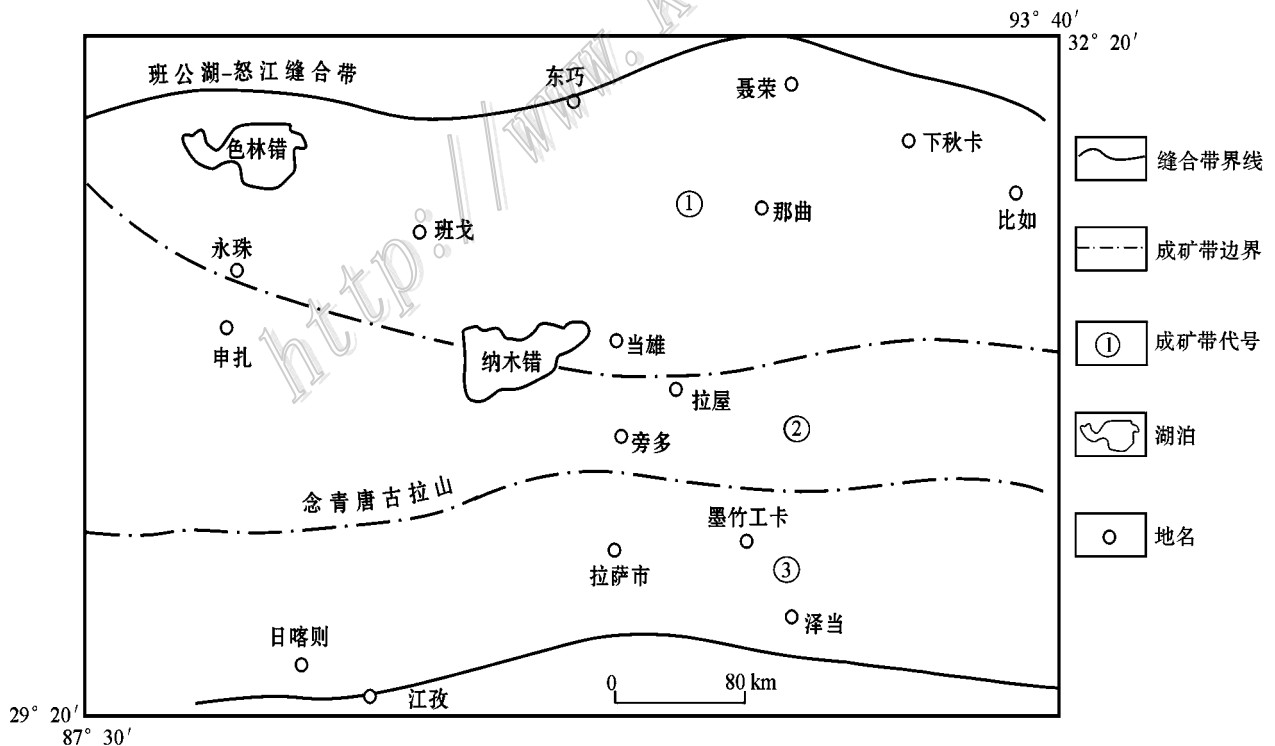 93° 40′
32° 20′
班公湖-怒江缝合带
东巧
聂荣
色林错
下秋卡
①
那曲
比如
班戈
永珠
申扎
纳木错
当雄
拉屋
②
旁多
念青唐古拉山
墨竹工卡
拉萨市
③
泽当
日喀则
江孜
0 80 km
29° 20′
87° 30′
缝合带界线
成矿带边界
① 成矿带代号
湖泊
地名
http://www.